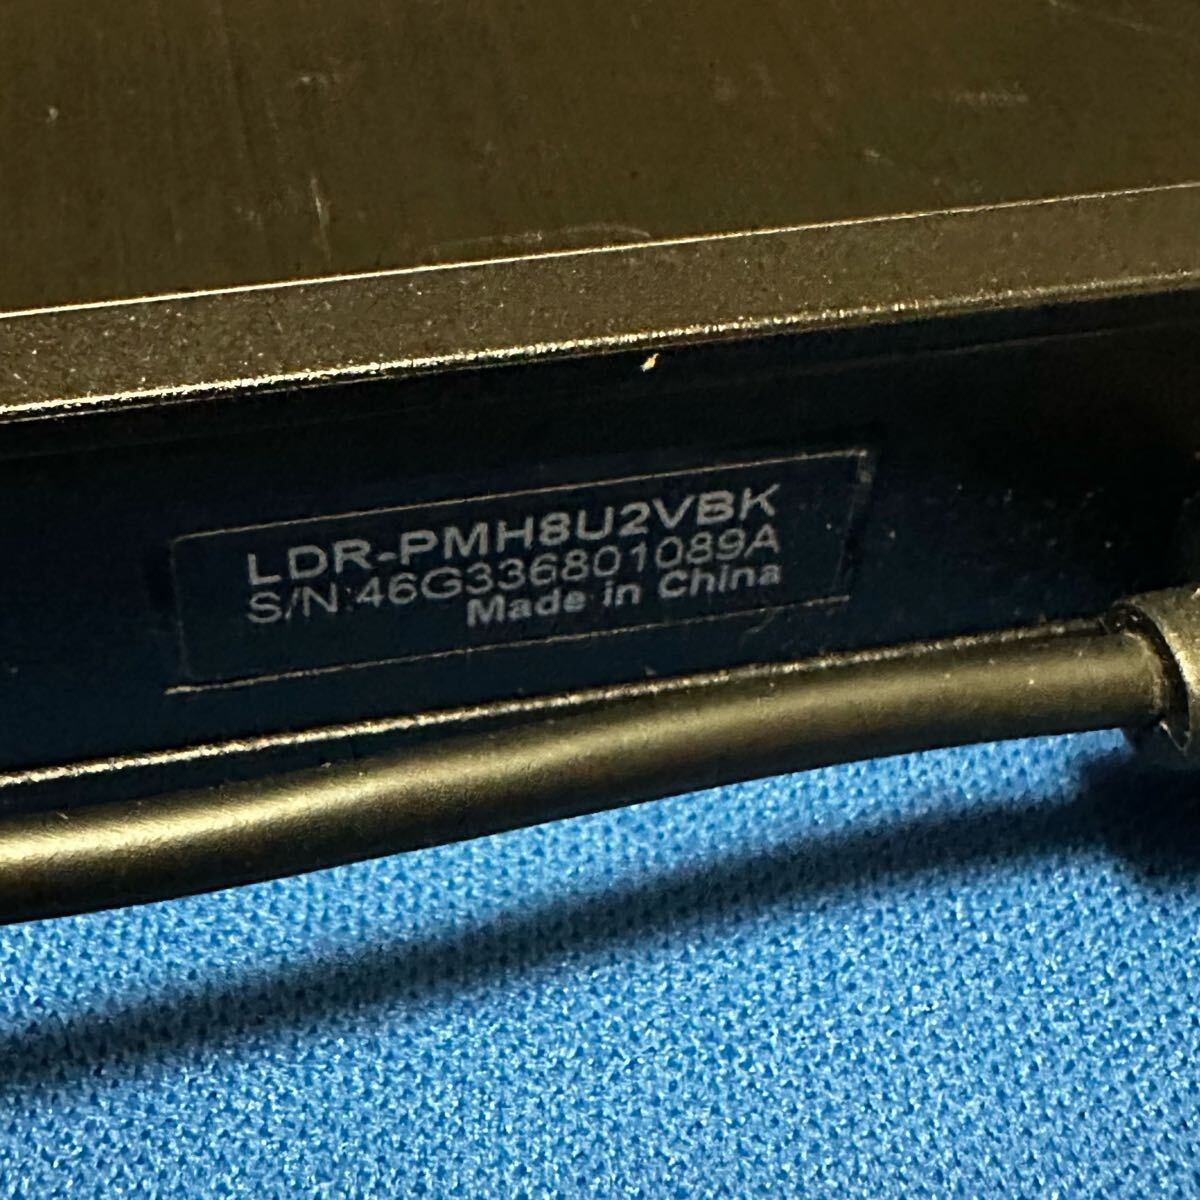 LDR-PMH8U2VBK
S/N:46G336801089A
Made in China